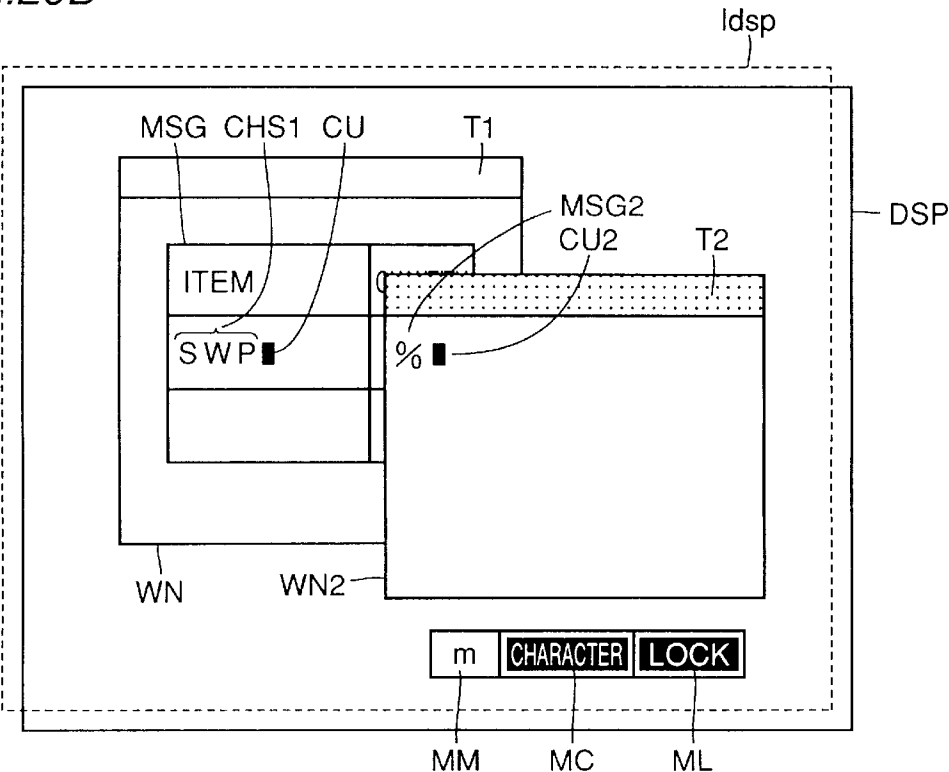 Idsp
MSG CHS1 CU T1
MSG2
DSP
CU2 T2
ITEM
SWP
%
WN
WN2
m CHARACTER LOCK
MM MC ML